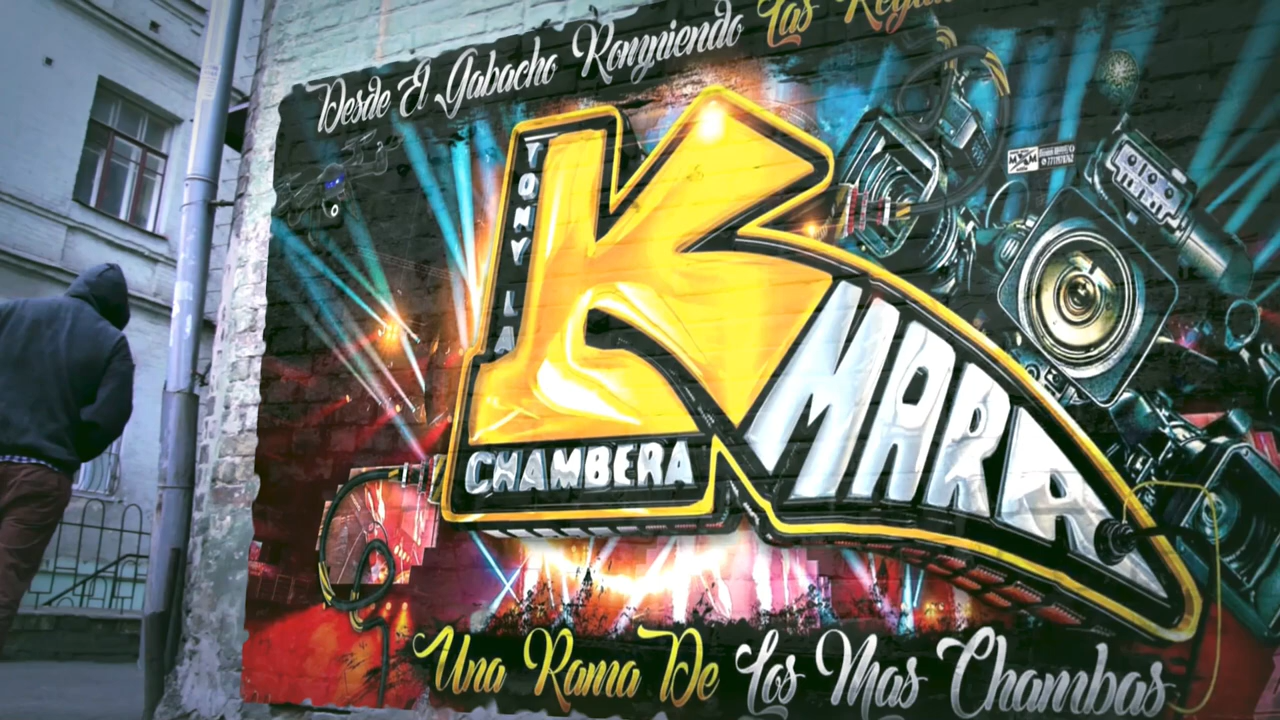 Desde El Gabacho Rompiendo Las
TONY LA
K
MARA
CHAMBERA
Una Rama De Los Mas Chambas